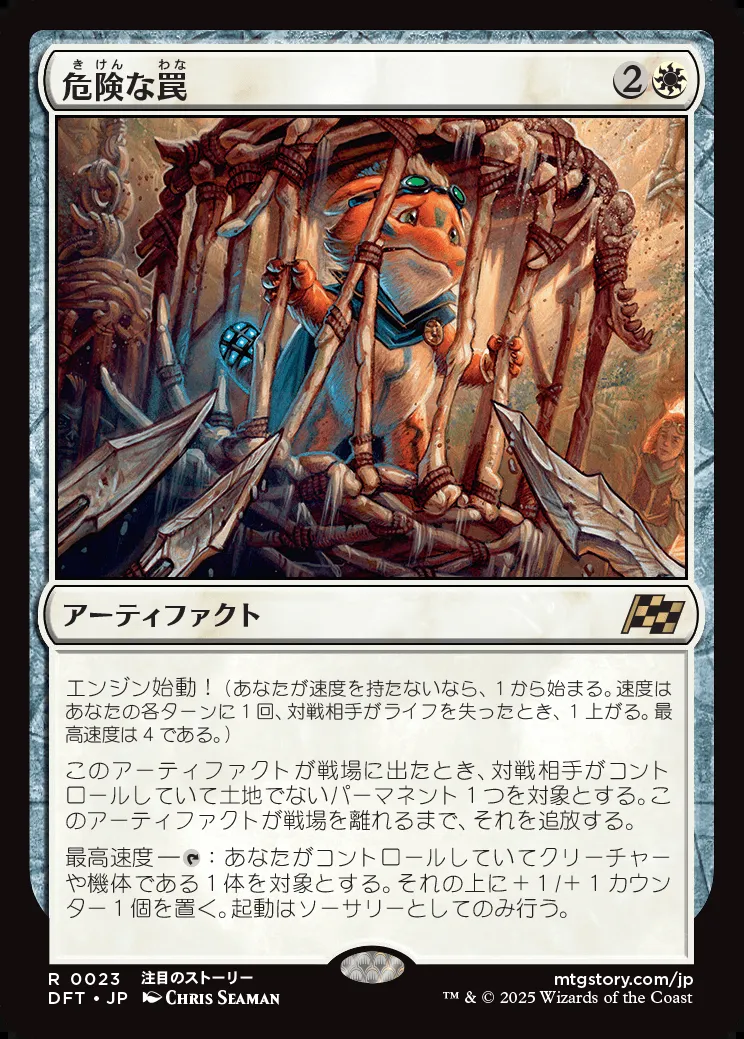 きけん わな
危険な罠
2
アーティファクト
エンジン始動！（あなたが速度を持たないなら、1から始まる。速度は
あなたの各ターンに1回、対戦相手がライフを失ったとき、1上がる。最
高速度は4である。）
このアーティファクトが戦場に出たとき、対戦相手がコント
ロールしていて土地でないパーマネント1つを対象とする。こ
のアーティファクトが戦場を離れるまで、それを追放する。
最高速度ー：あなたがコントロールしていてクリーチャー
や機体である1体を対象とする。それの上に＋1/＋1カウン
ター1個を置く。起動はソーサリーとしてのみ行う。
R 0023 注目のストーリー
DFT • JP CHRIS SEAMAN
mtgstory.com/jp
™ & © 2025 Wizards of the Coast